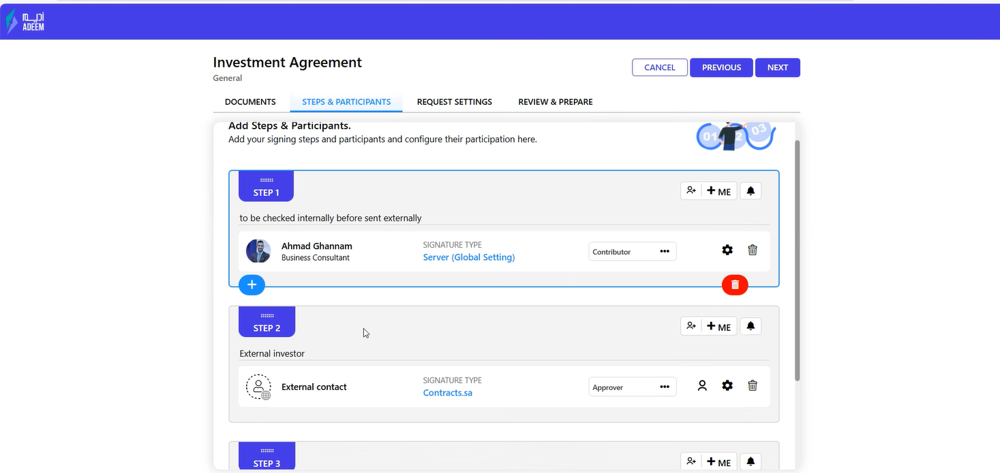 أديم
ADEEM
Investment Agreement
General
CANCEL
PREVIOUS
NEXT
DOCUMENTS
STEPS & PARTICIPANTS
REQUEST SETTINGS
REVIEW & PREPARE
Add Steps & Participants.
Add your signing steps and participants and configure their participation here.
01
2
03
STEP 1
+ ME
to be checked internally before sent externally
Ahmad Ghannam
Business Consultant
SIGNATURE TYPE
Server (Global Setting)
Contributor
STEP 2
+ ME
External investor
External contact
SIGNATURE TYPE
Contracts.sa
Approver
STEP 3
+ ME